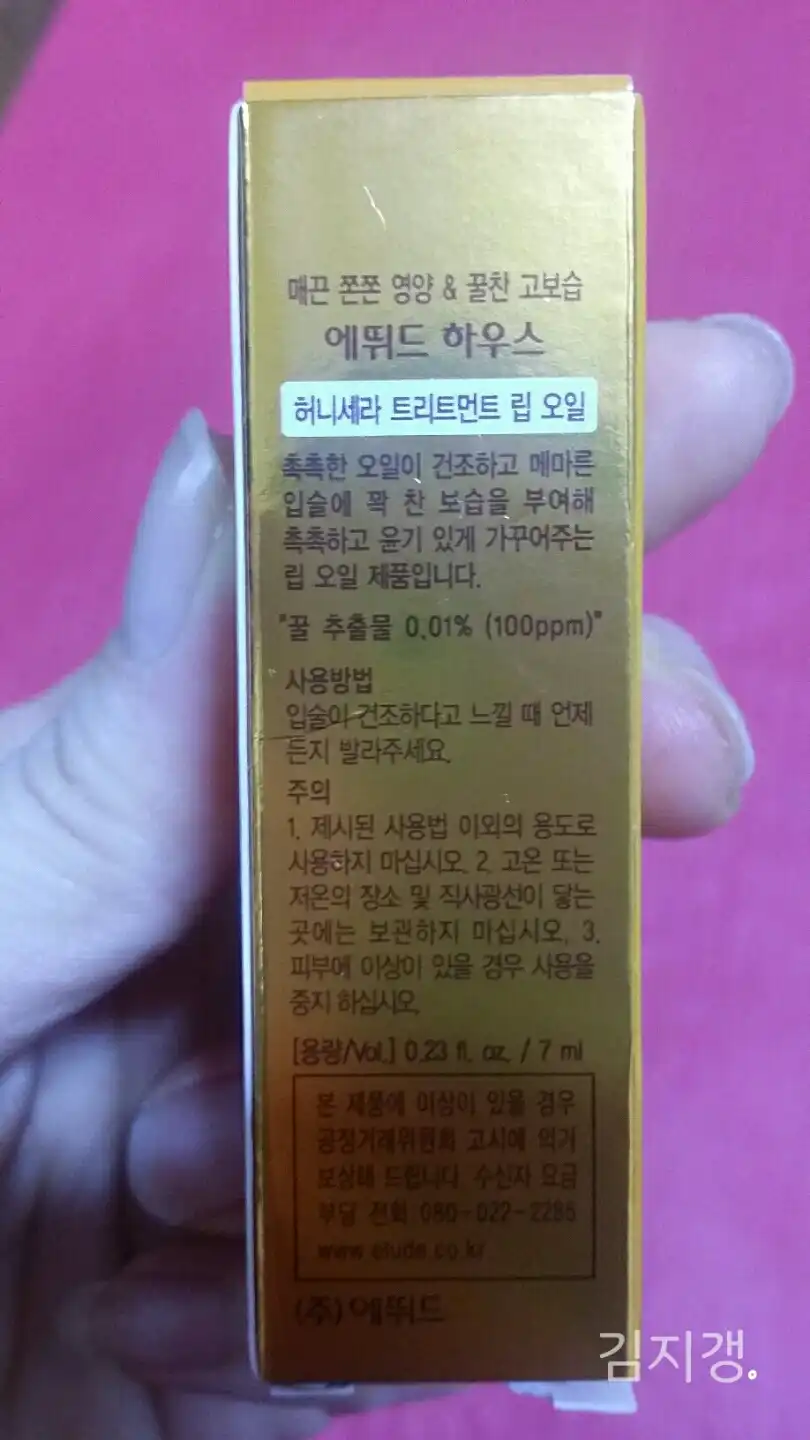 매끈 쫀쫀 영양 & 꿀찬 고보습
에뛰드 하우스
허니세라 트리트먼트 립 오일
촉촉한 오일이 건조하고 메마른
입술에 꽉 찬 보습을 부여해
촉촉하고 윤기 있게 가꾸어주는
립 오일 제품입니다.
"꿀 추출물 0.01% (100ppm)"
사용방법
입술이 건조하다고 느낄 때 언제
든지 발라주세요.
주의
1. 제시된 사용법 이외의 용도로
사용하지 마십시오. 2. 고온 또는
저온의 장소 및 직사광선이 닿는
곳에는 보관하지 마십시오. 3.
피부에 이상이 있을 경우 사용을
중지 하십시오.
[용량/Vol.] 0.23 fl. oz. / 7 ml
본 제품에 이상이 있을 경우
공정거래위원회 고시에 의거
보상해 드립니다. 수신자 요금
부담 전화 080-022-2285
www.etude.co.kr
(주)에뛰드
김지갱.